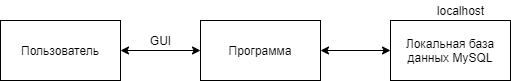 localhost
GUI
Пользователь
Программа
Локальная база
данных MySQL